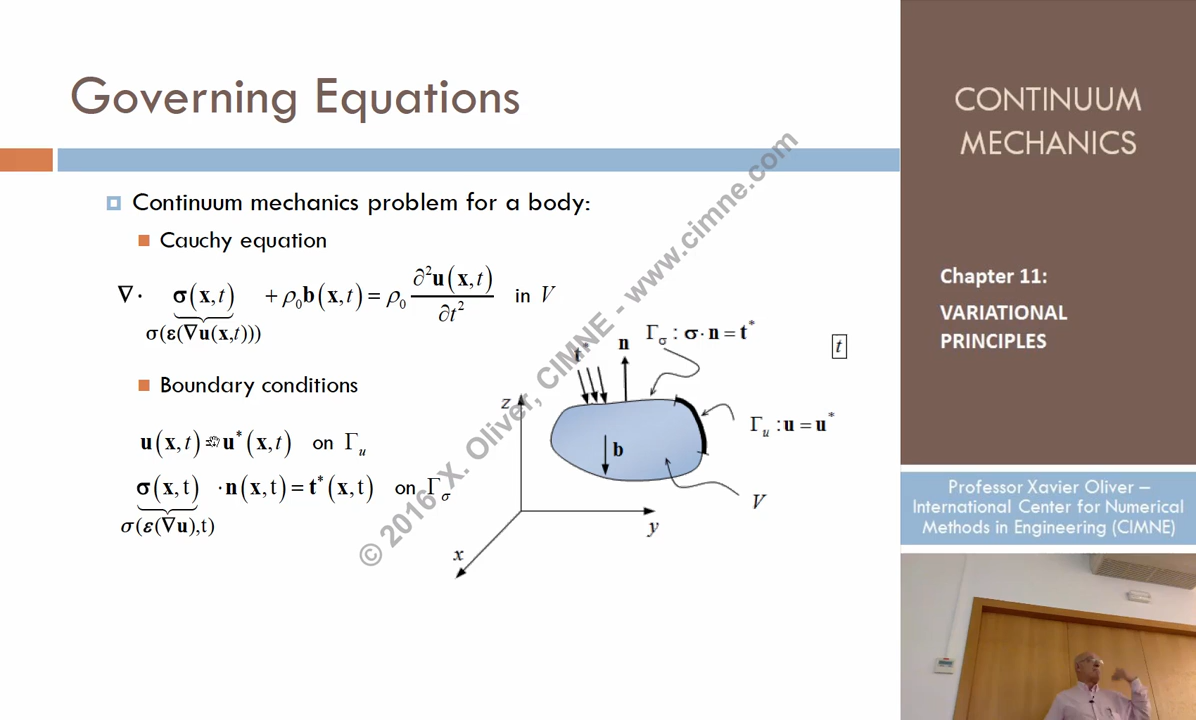 Governing Equations
Continuum mechanics problem for a body:
Cauchy equation
∇· σ(x,t) + ρ₀b(x,t) = ρ₀ ∂²u(x,t)/∂t² in V
σ(ε(∇u(x,t)))
Boundary conditions
u(x,t) = u*(x,t) on Γu
σ(x,t) · n(x,t) = t*(x,t) on Γσ
σ(ε(∇u),t)
t*
n
Γσ : σ · n = t*
t
z
Γu : u = u*
b
V
y
x
© 2016 X. Oliver, CIMNE - www.cimne.com
CONTINUUM
MECHANICS
Chapter 11:
VARIATIONAL
PRINCIPLES
Professor Xavier Oliver –
International Center for Numerical
Methods in Engineering (CIMNE)